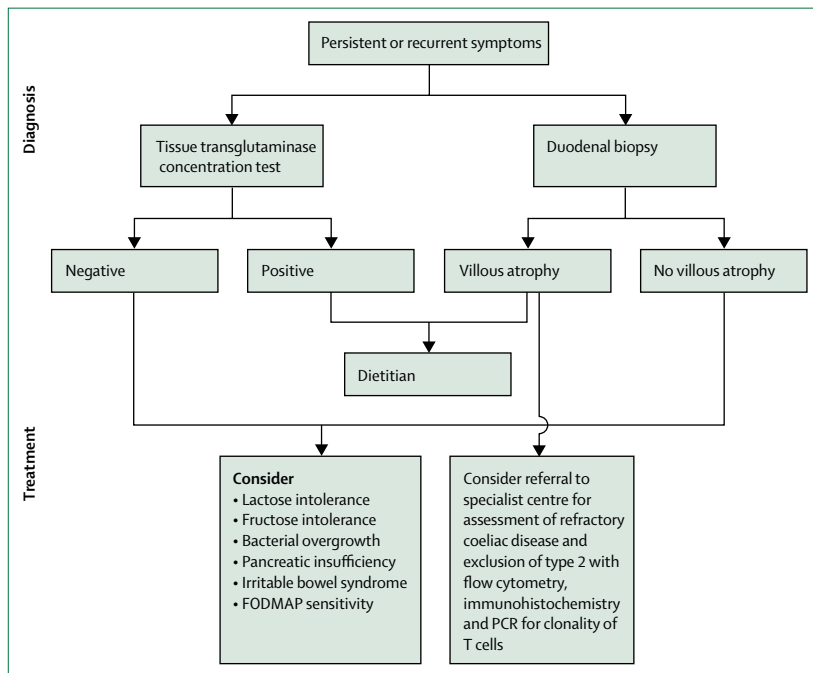 Persistent or recurrent symptoms
Diagnosis
Tissue transglutaminase
concentration test
Duodenal biopsy
Negative
Positive
Villous atrophy
No villous atrophy
Dietitian
Treatment
Consider
• Lactose intolerance
• Fructose intolerance
• Bacterial overgrowth
• Pancreatic insufficiency
• Irritable bowel syndrome
• FODMAP sensitivity
Consider referral to
specialist centre for
assessment of refractory
coeliac disease and
exclusion of type 2 with
flow cytometry,
immunohistochemistry
and PCR for clonality of
T cells